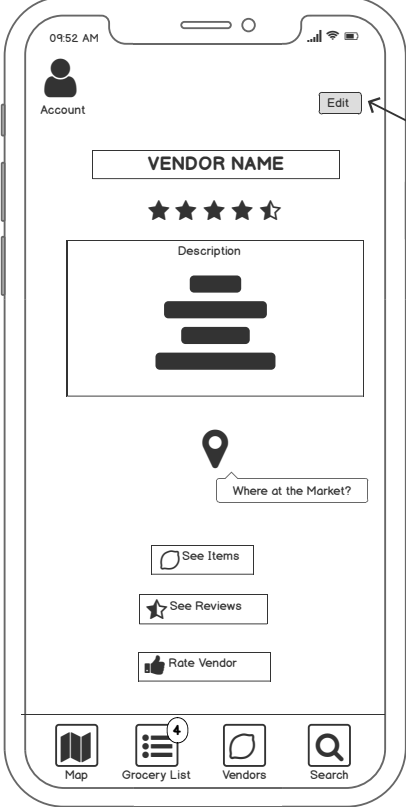 09:52 AM
Account
Edit
VENDOR NAME
Description
Where at the Market?
See Items
See Reviews
Rate Vendor
4
Map
Grocery List
Vendors
Search